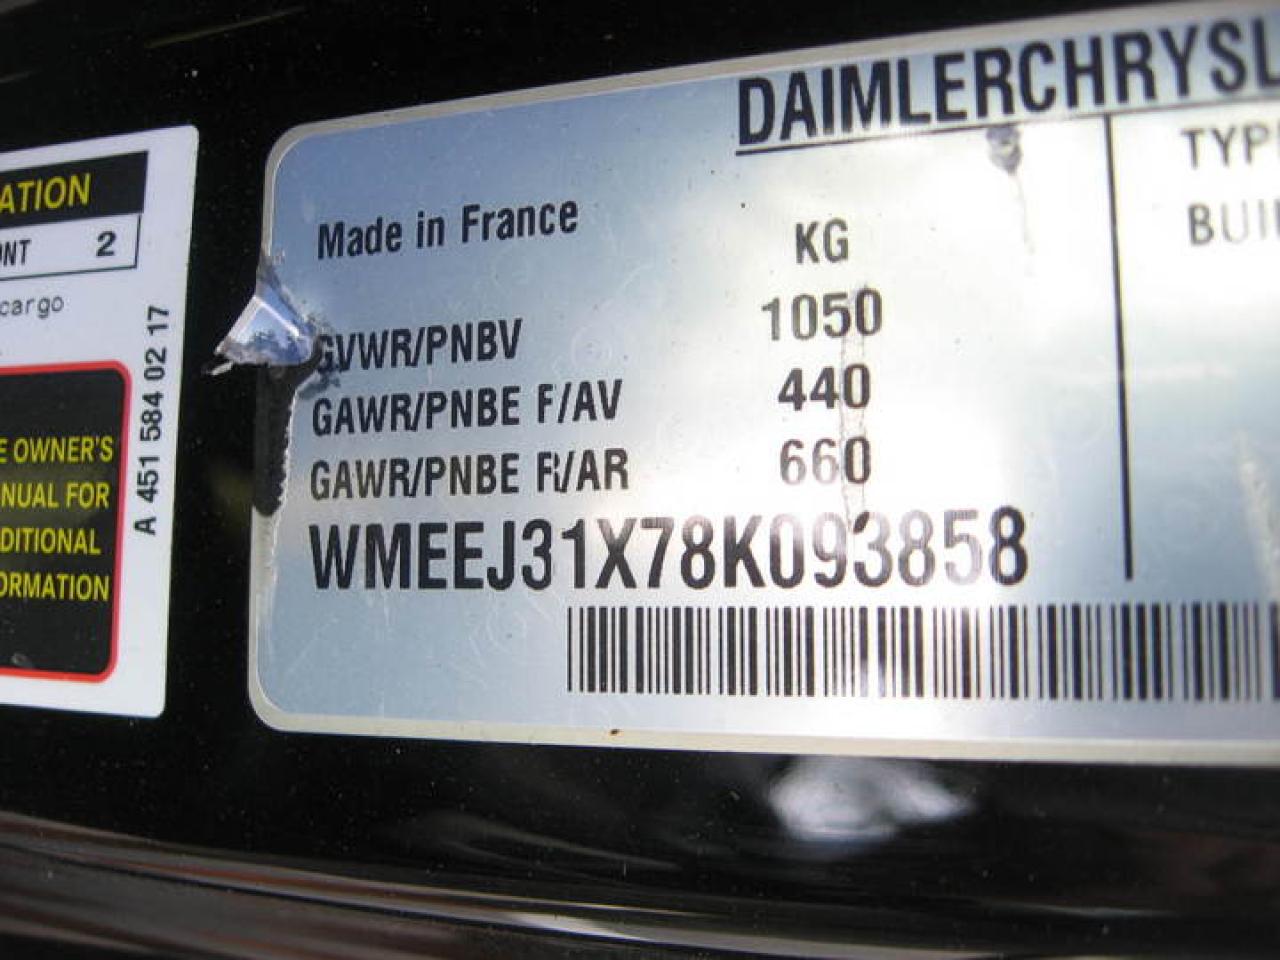 ATION
ONT 2
cargo
E OWNER'S
NUAL FOR
DITIONAL
ORMATION
A 451 584 02 17
DAIMLERCHRYSL
Made in France
KG
GVWR/PNBV 1050
GAWR/PNBE F/AV 440
GAWR/PNBE R/AR 660
WMEEJ31X78K093858
TYP
BUI